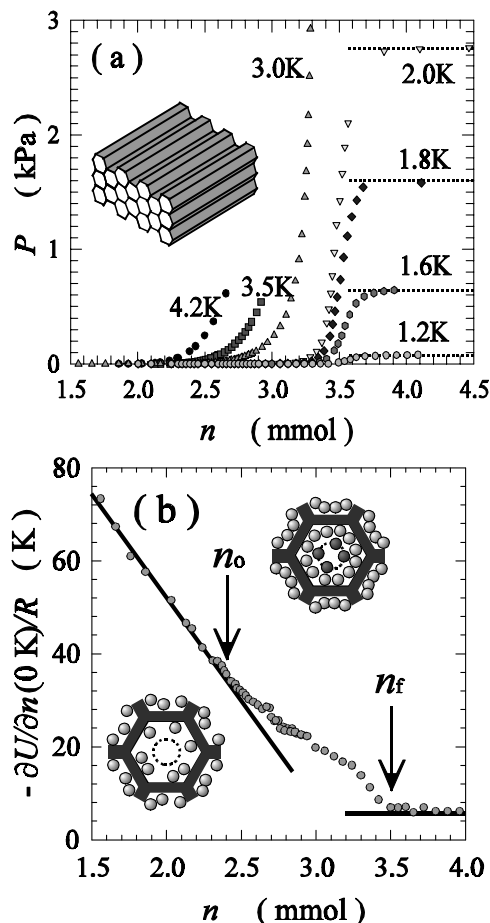 ( a )
P ( kPa )
3
2
1
0
3.0K
2.0K
1.8K
3.5K
4.2K
1.6K
1.2K
1.5 2.0 2.5 3.0 3.5 4.0 4.5
n ( mmol )
( b )
- ∂U/∂n(0 K)/R ( K )
80
60
40
20
0
no
nf
1.5 2.0 2.5 3.0 3.5 4.0
n ( mmol )